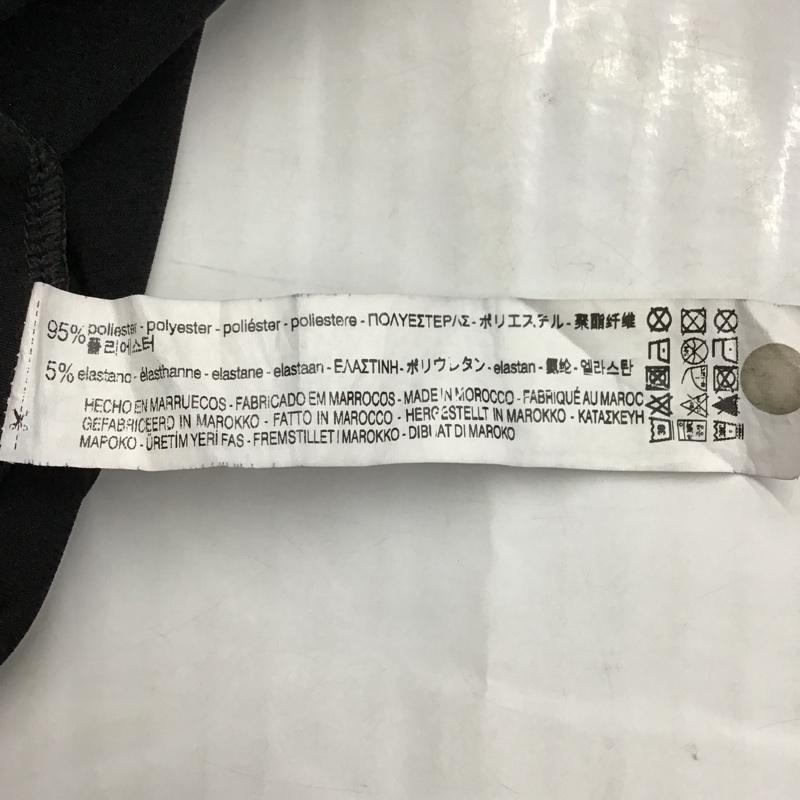 95% poliester - polyester - poliéster - poliestere - ΠΟΛΥΕΣΤΕΡΑΣ - ポリエステル - 聚酯纤维
폴리에스터
5% elastano - élasthanne - elastane - elastaan - ΕΛΑΣΤΙΝΗ - ポリウレタン - elastan - 氨纶 - 엘라스탄
HECHO EN MARRUECOS - FABRICADO EM MARROCOS - MADE IN MOROCCO - FABRIQUÉ AU MAROC
GEFABRICEERD IN MAROKKO - FATTO IN MAROCCO - HERGESTELLT IN MAROKKO - ΚΑΤΑΣΚΕΥΗ
ΜΑΡΟΚΟ - ÜRETİM YERİ FAS - FREMSTILLET I MAROKKO - DIBUAT DI MAROKO